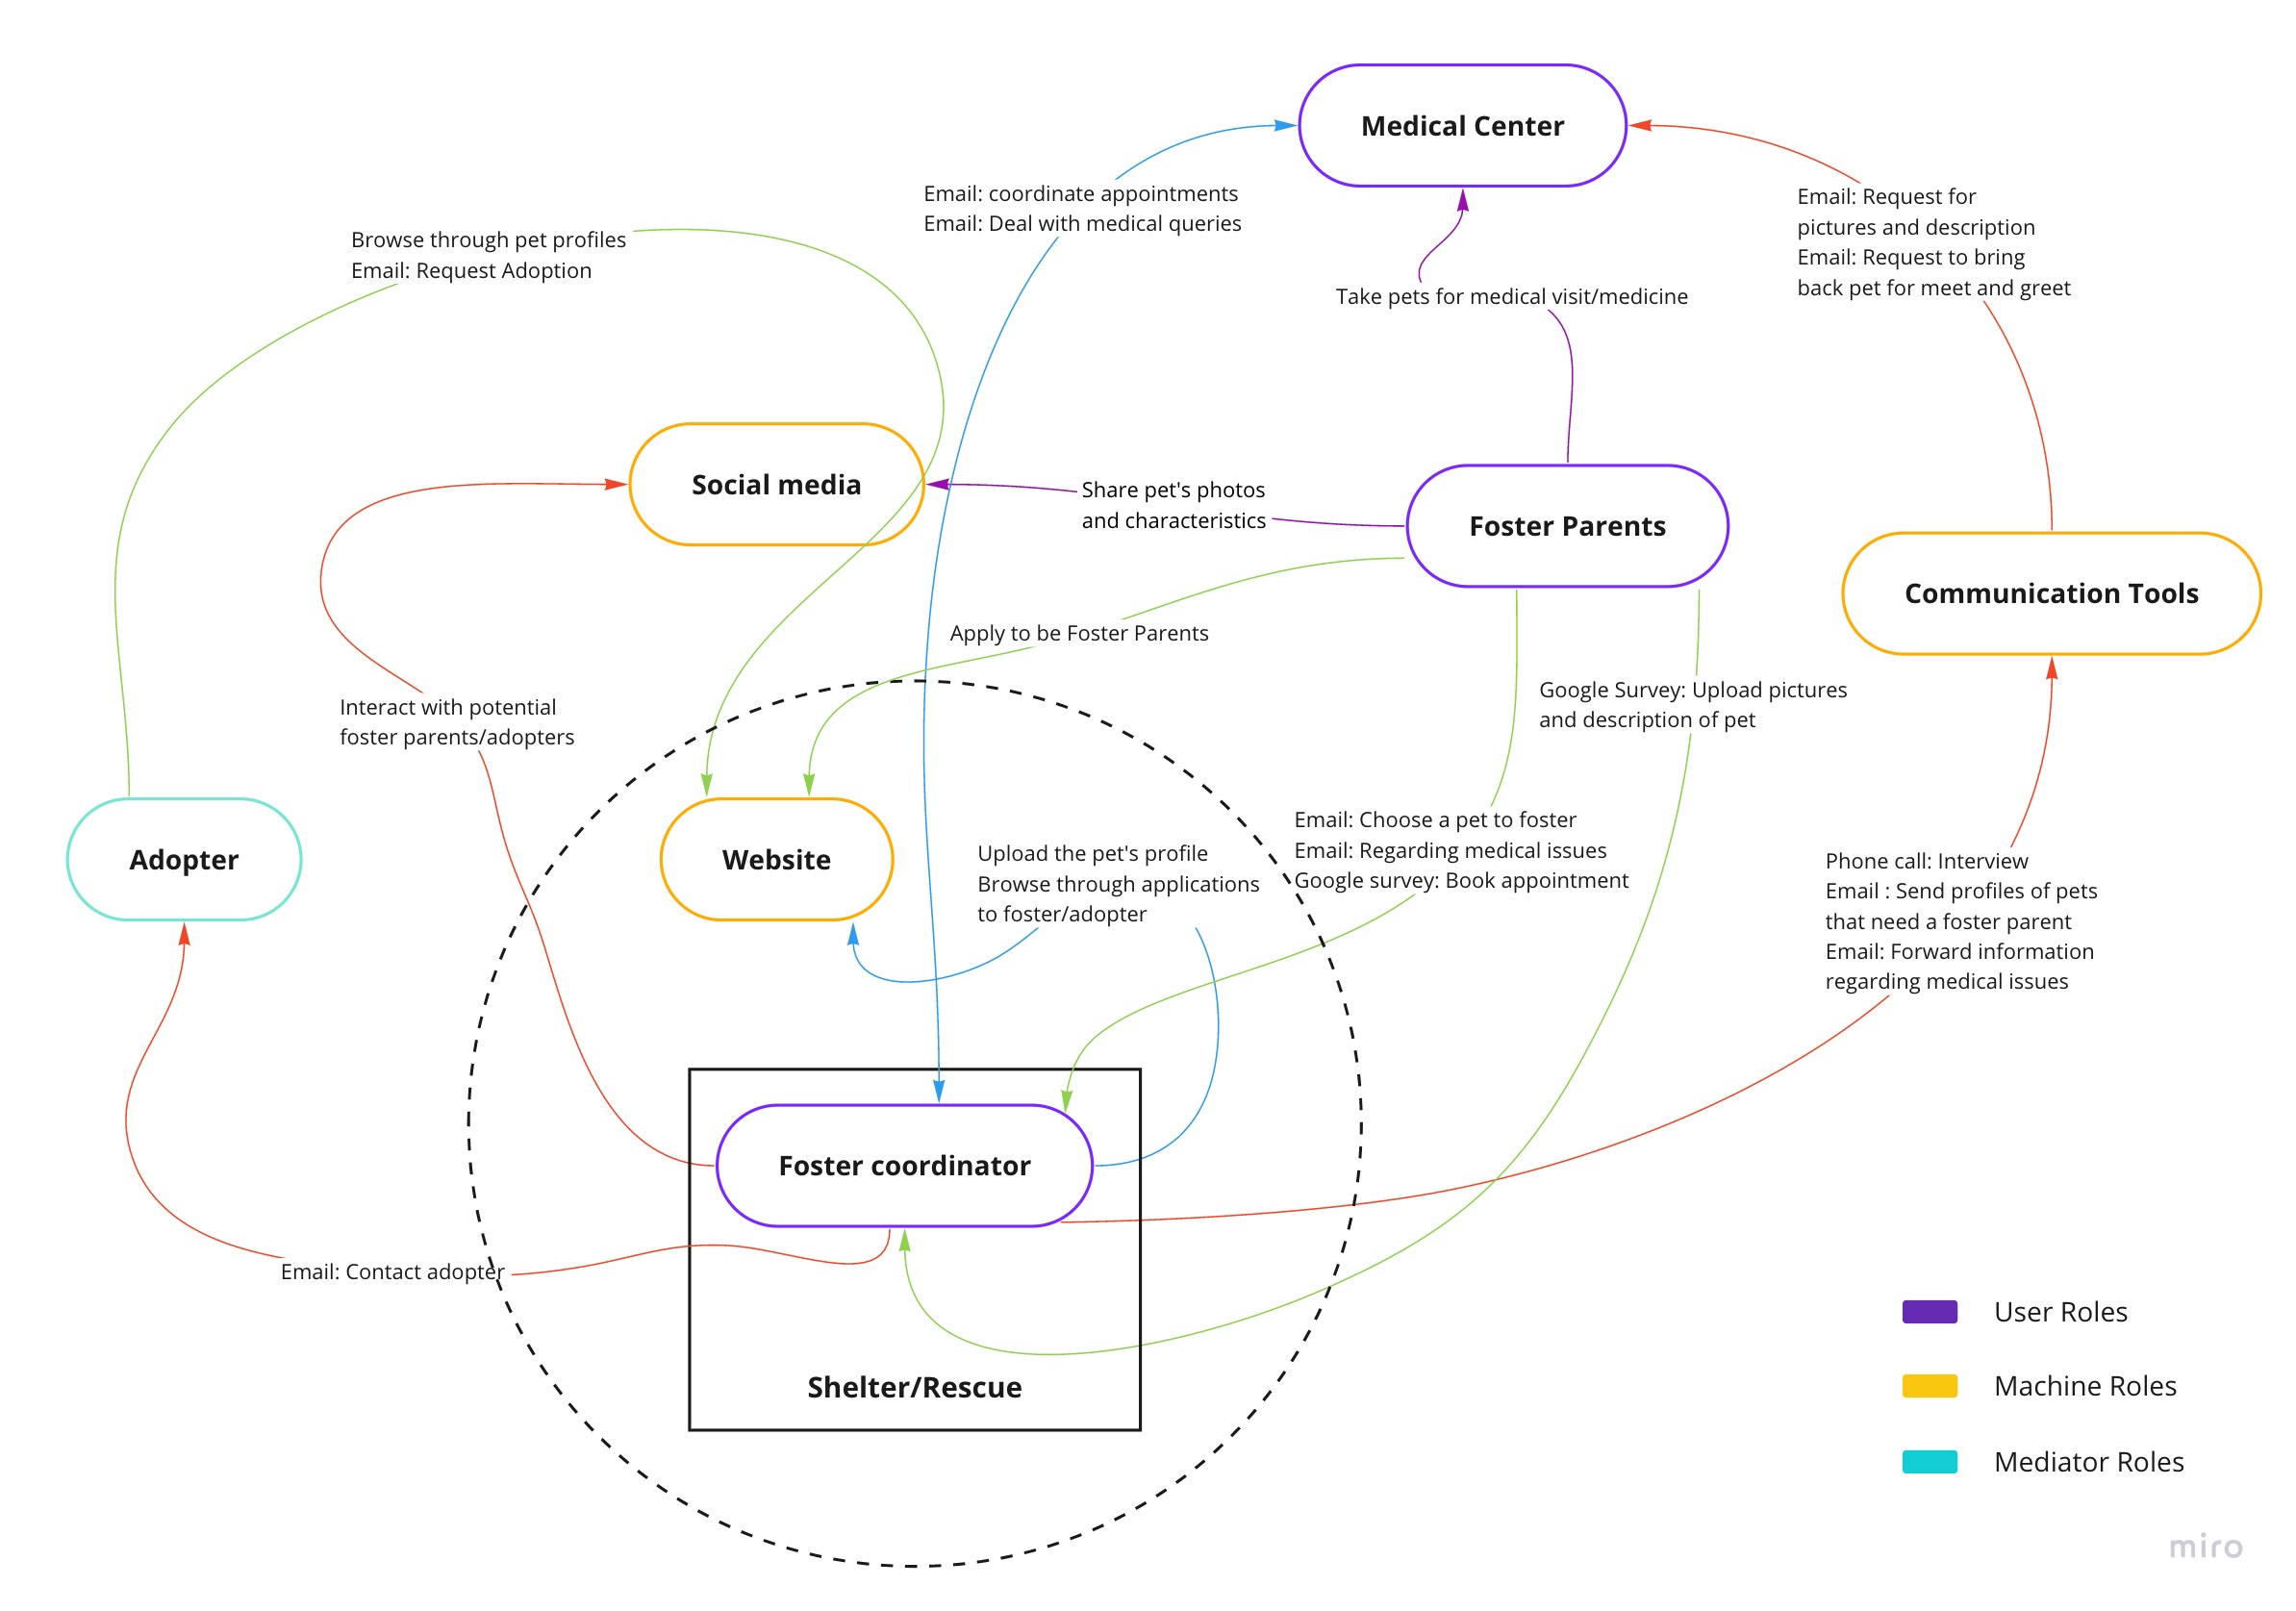 Medical Center
Email: coordinate appointments
Email: Deal with medical queries
Email: Request for
pictures and description
Email: Request to bring
back pet for meet and greet
Browse through pet profiles
Email: Request Adoption
Take pets for medical visit/medicine
Social media
Share pet's photos
and characteristics
Foster Parents
Communication Tools
Apply to be Foster Parents
Google Survey: Upload pictures
and description of pet
Interact with potential
foster parents/adopters
Adopter
Website
Upload the pet's profile
Browse through applications
to foster/adopter
Email: Choose a pet to foster
Email: Regarding medical issues
Google survey: Book appointment
Phone call: Interview
Email : Send profiles of pets
that need a foster parent
Email: Forward information
regarding medical issues
Foster coordinator
Email: Contact adopter
Shelter/Rescue
User Roles
Machine Roles
Mediator Roles
miro